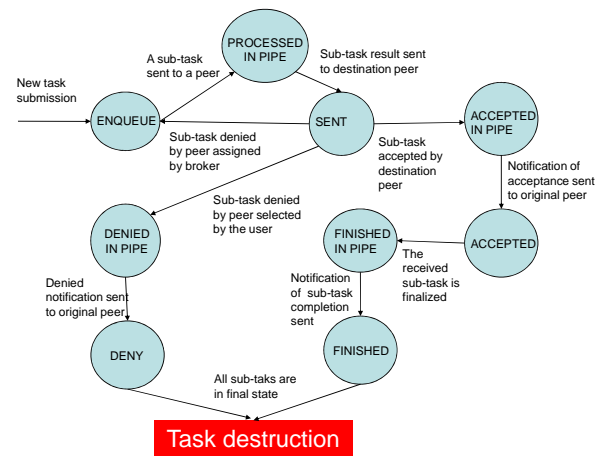 PROCESSED
IN PIPE
A sub-task
sent to a peer
Sub-task result sent
to destination peer
New task
submission
ENQUEUE
SENT
ACCEPTED
IN PIPE
Sub-task denied
by peer assigned
by broker
Sub-task
accepted by
destination
peer
Notification of
acceptance sent
to original peer
Sub-task denied
by peer selected
by the user
DENIED
IN PIPE
FINISHED
IN PIPE
ACCEPTED
The
received
sub-task is
finalized
Denied
notification sent
to original peer
Notification
of sub-task
completion
sent
DENY
FINISHED
All sub-taks are
in final state
Task destruction